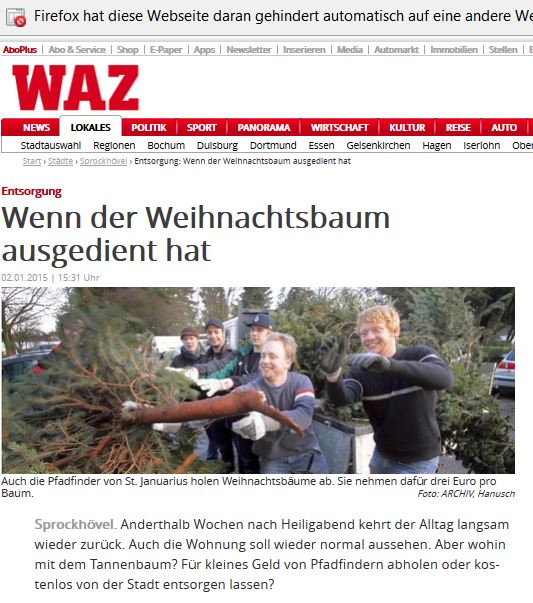 Firefox hat diese Webseite daran gehindert automatisch auf eine andere We
AboPlus | Abo & Service | Shop | E-Paper | Apps | Newsletter | Inserieren | Media | Automarkt | Immobilien | Stellen | E
WAZ
NEWS LOKALES POLITIK SPORT PANORAMA WIRTSCHAFT KULTUR REISE AUTO
Stadtauswahl Regionen Bochum Duisburg Dortmund Essen Gelsenkirchen Hagen Iserlohn Ober
Start › Städte › Sprockhövel › Entsorgung: Wenn der Weihnachtsbaum ausgedient hat
Entsorgung
Wenn der Weihnachtsbaum
ausgedient hat
02.01.2015 | 15:31 Uhr
Auch die Pfadfinder von St. Januarius holen Weihnachtsbäume ab. Sie nehmen dafür drei Euro pro
Baum. Foto: ARCHIV, Hanusch
Sprockhövel. Anderthalb Wochen nach Heiligabend kehrt der Alltag langsam
wieder zurück. Auch die Wohnung soll wieder normal aussehen. Aber wohin
mit dem Tannenbaum? Für kleines Geld von Pfadfindern abholen oder kos-
tenlos von der Stadt entsorgen lassen?